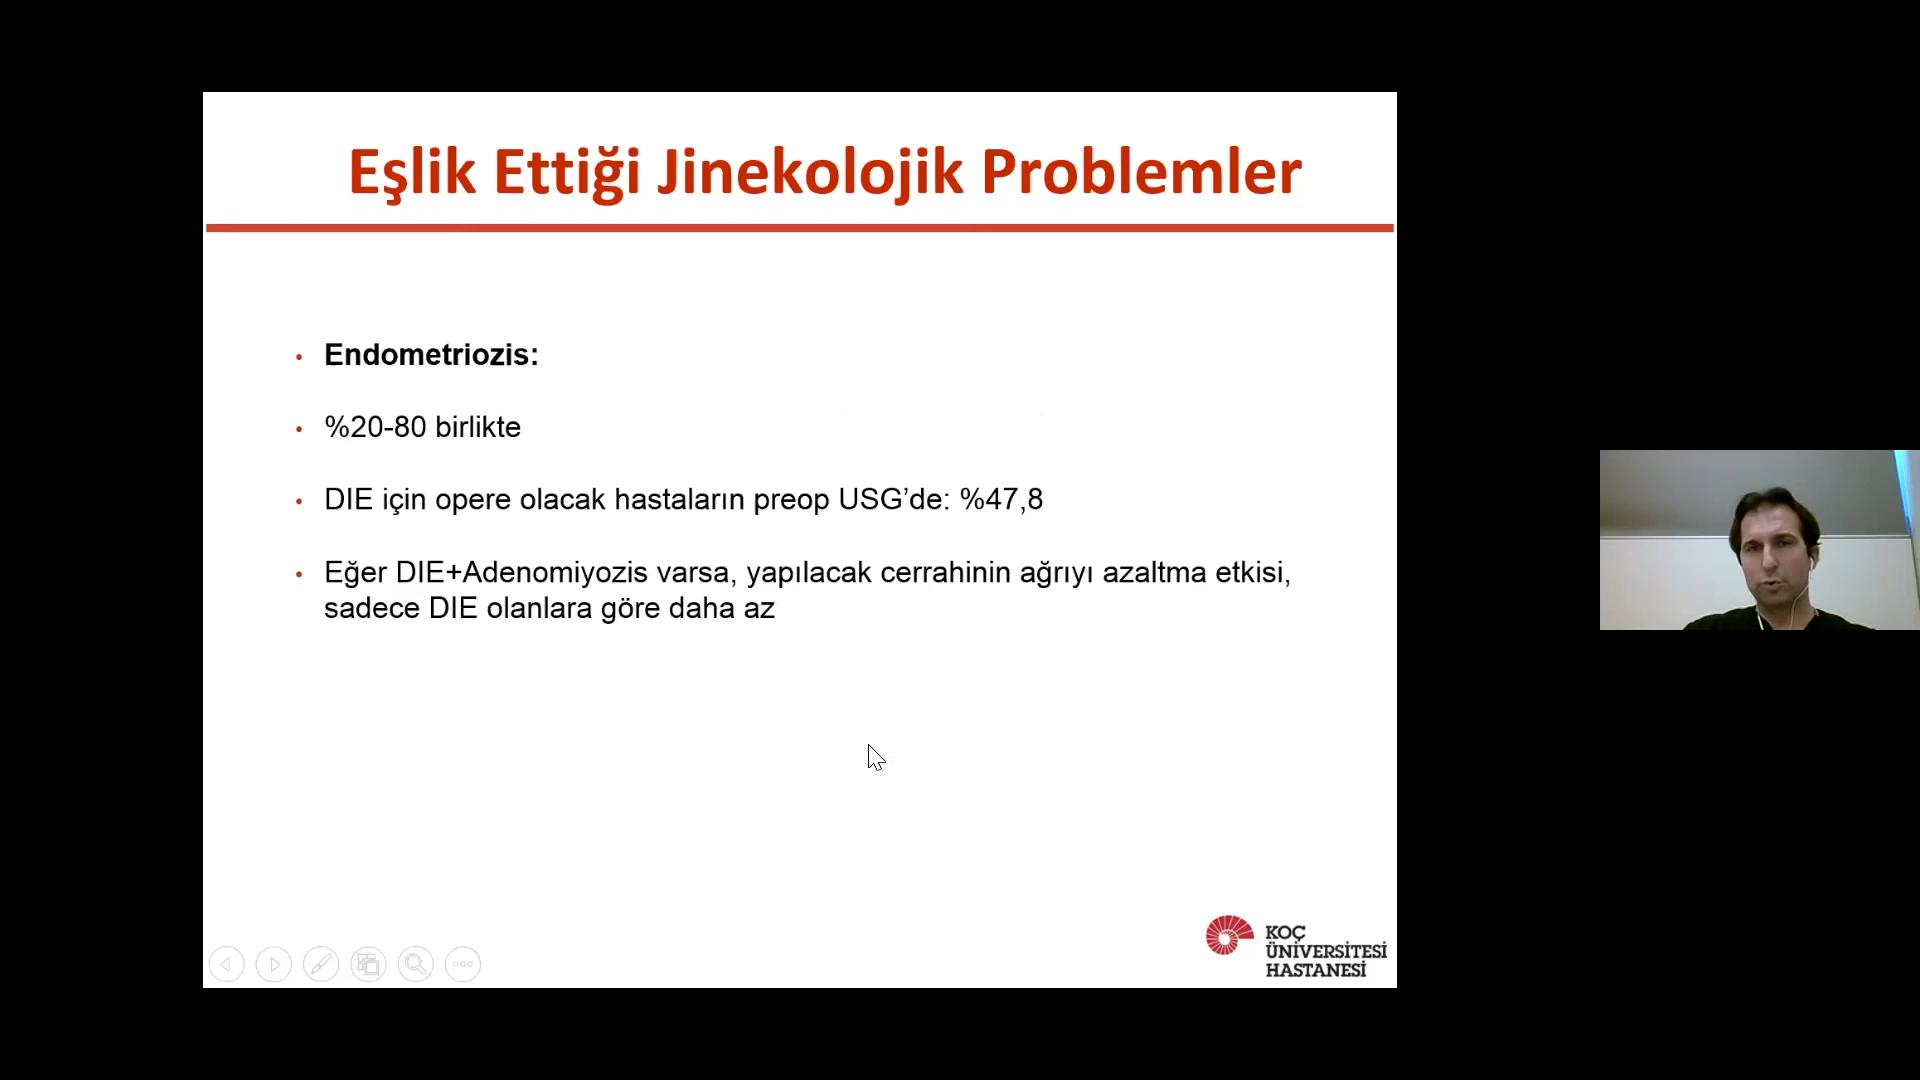 Eşlik Ettiği Jinekolojik Problemler
• Endometriozis:
• %20-80 birlikte
• DIE için opere olacak hastaların preop USG’de: %47,8
• Eğer DIE+Adenomiyozis varsa, yapılacak cerrahinin ağrıyı azaltma etkisi,
sadece DIE olanlara göre daha az
KOÇ
ÜNİVERSİTESİ
HASTANESİ